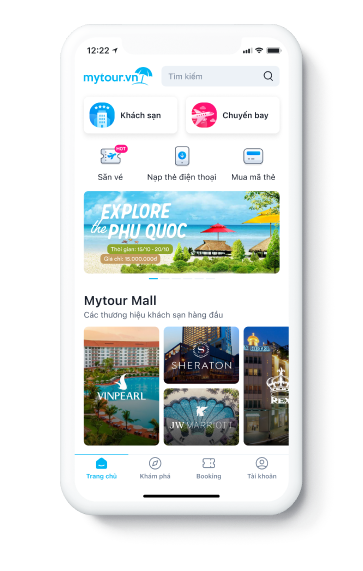 12:22
mytour.vn
Tìm kiếm
Khách sạn
Chuyến bay
HOT
Săn vé
Nạp thẻ điện thoại
Mua mã thẻ
EXPLORE
the PHU QUOC
Thời gian: 15/10 - 20/10
Giá chỉ: 15.000.000đ
Mytour Mall
Các thương hiệu khách sạn hàng đầu
VINPEARL
S
SHERATON
JW MARRIOTT
REX
Trang chủ
Khám phá
Booking
Tài khoản